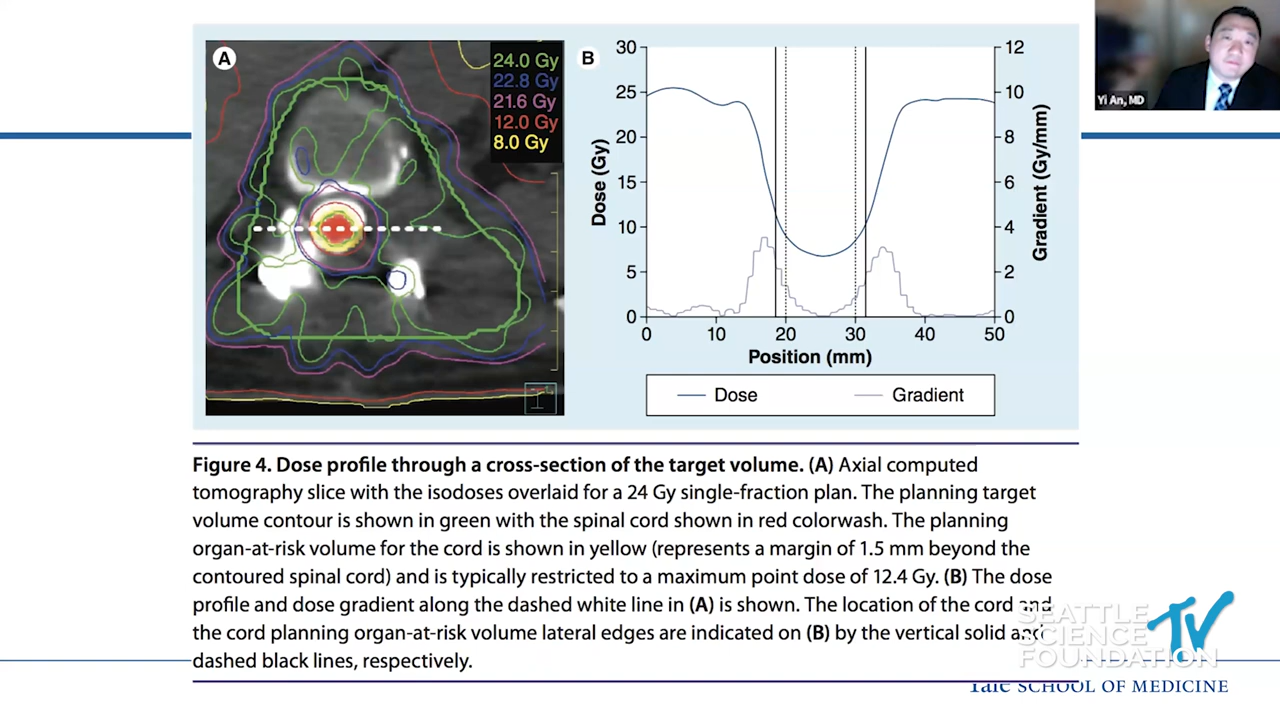 A
24.0 Gy
22.8 Gy
21.6 Gy
12.0 Gy
8.0 Gy
B
30
25
20
15
10
5
0
Dose (Gy)
12
10
8
6
4
2
0
Gradient (Gy/mm)
0 10 20 30 40 50
Position (mm)
Dose Gradient
Yi An, MD
Figure 4. Dose profile through a cross-section of the target volume. (A) Axial computed
tomography slice with the isodoses overlaid for a 24 Gy single-fraction plan. The planning target
volume contour is shown in green with the spinal cord shown in red colorwash. The planning
organ-at-risk volume for the cord is shown in yellow (represents a margin of 1.5 mm beyond the
contoured spinal cord) and is typically restricted to a maximum point dose of 12.4 Gy. (B) The dose
profile and dose gradient along the dashed white line in (A) is shown. The location of the cord and
the cord planning organ-at-risk volume lateral edges are indicated on (B) by the vertical solid and
dashed black lines, respectively.
SEATTLE
SCIENCE
FOUNDATION
TV
Yale SCHOOL OF MEDICINE